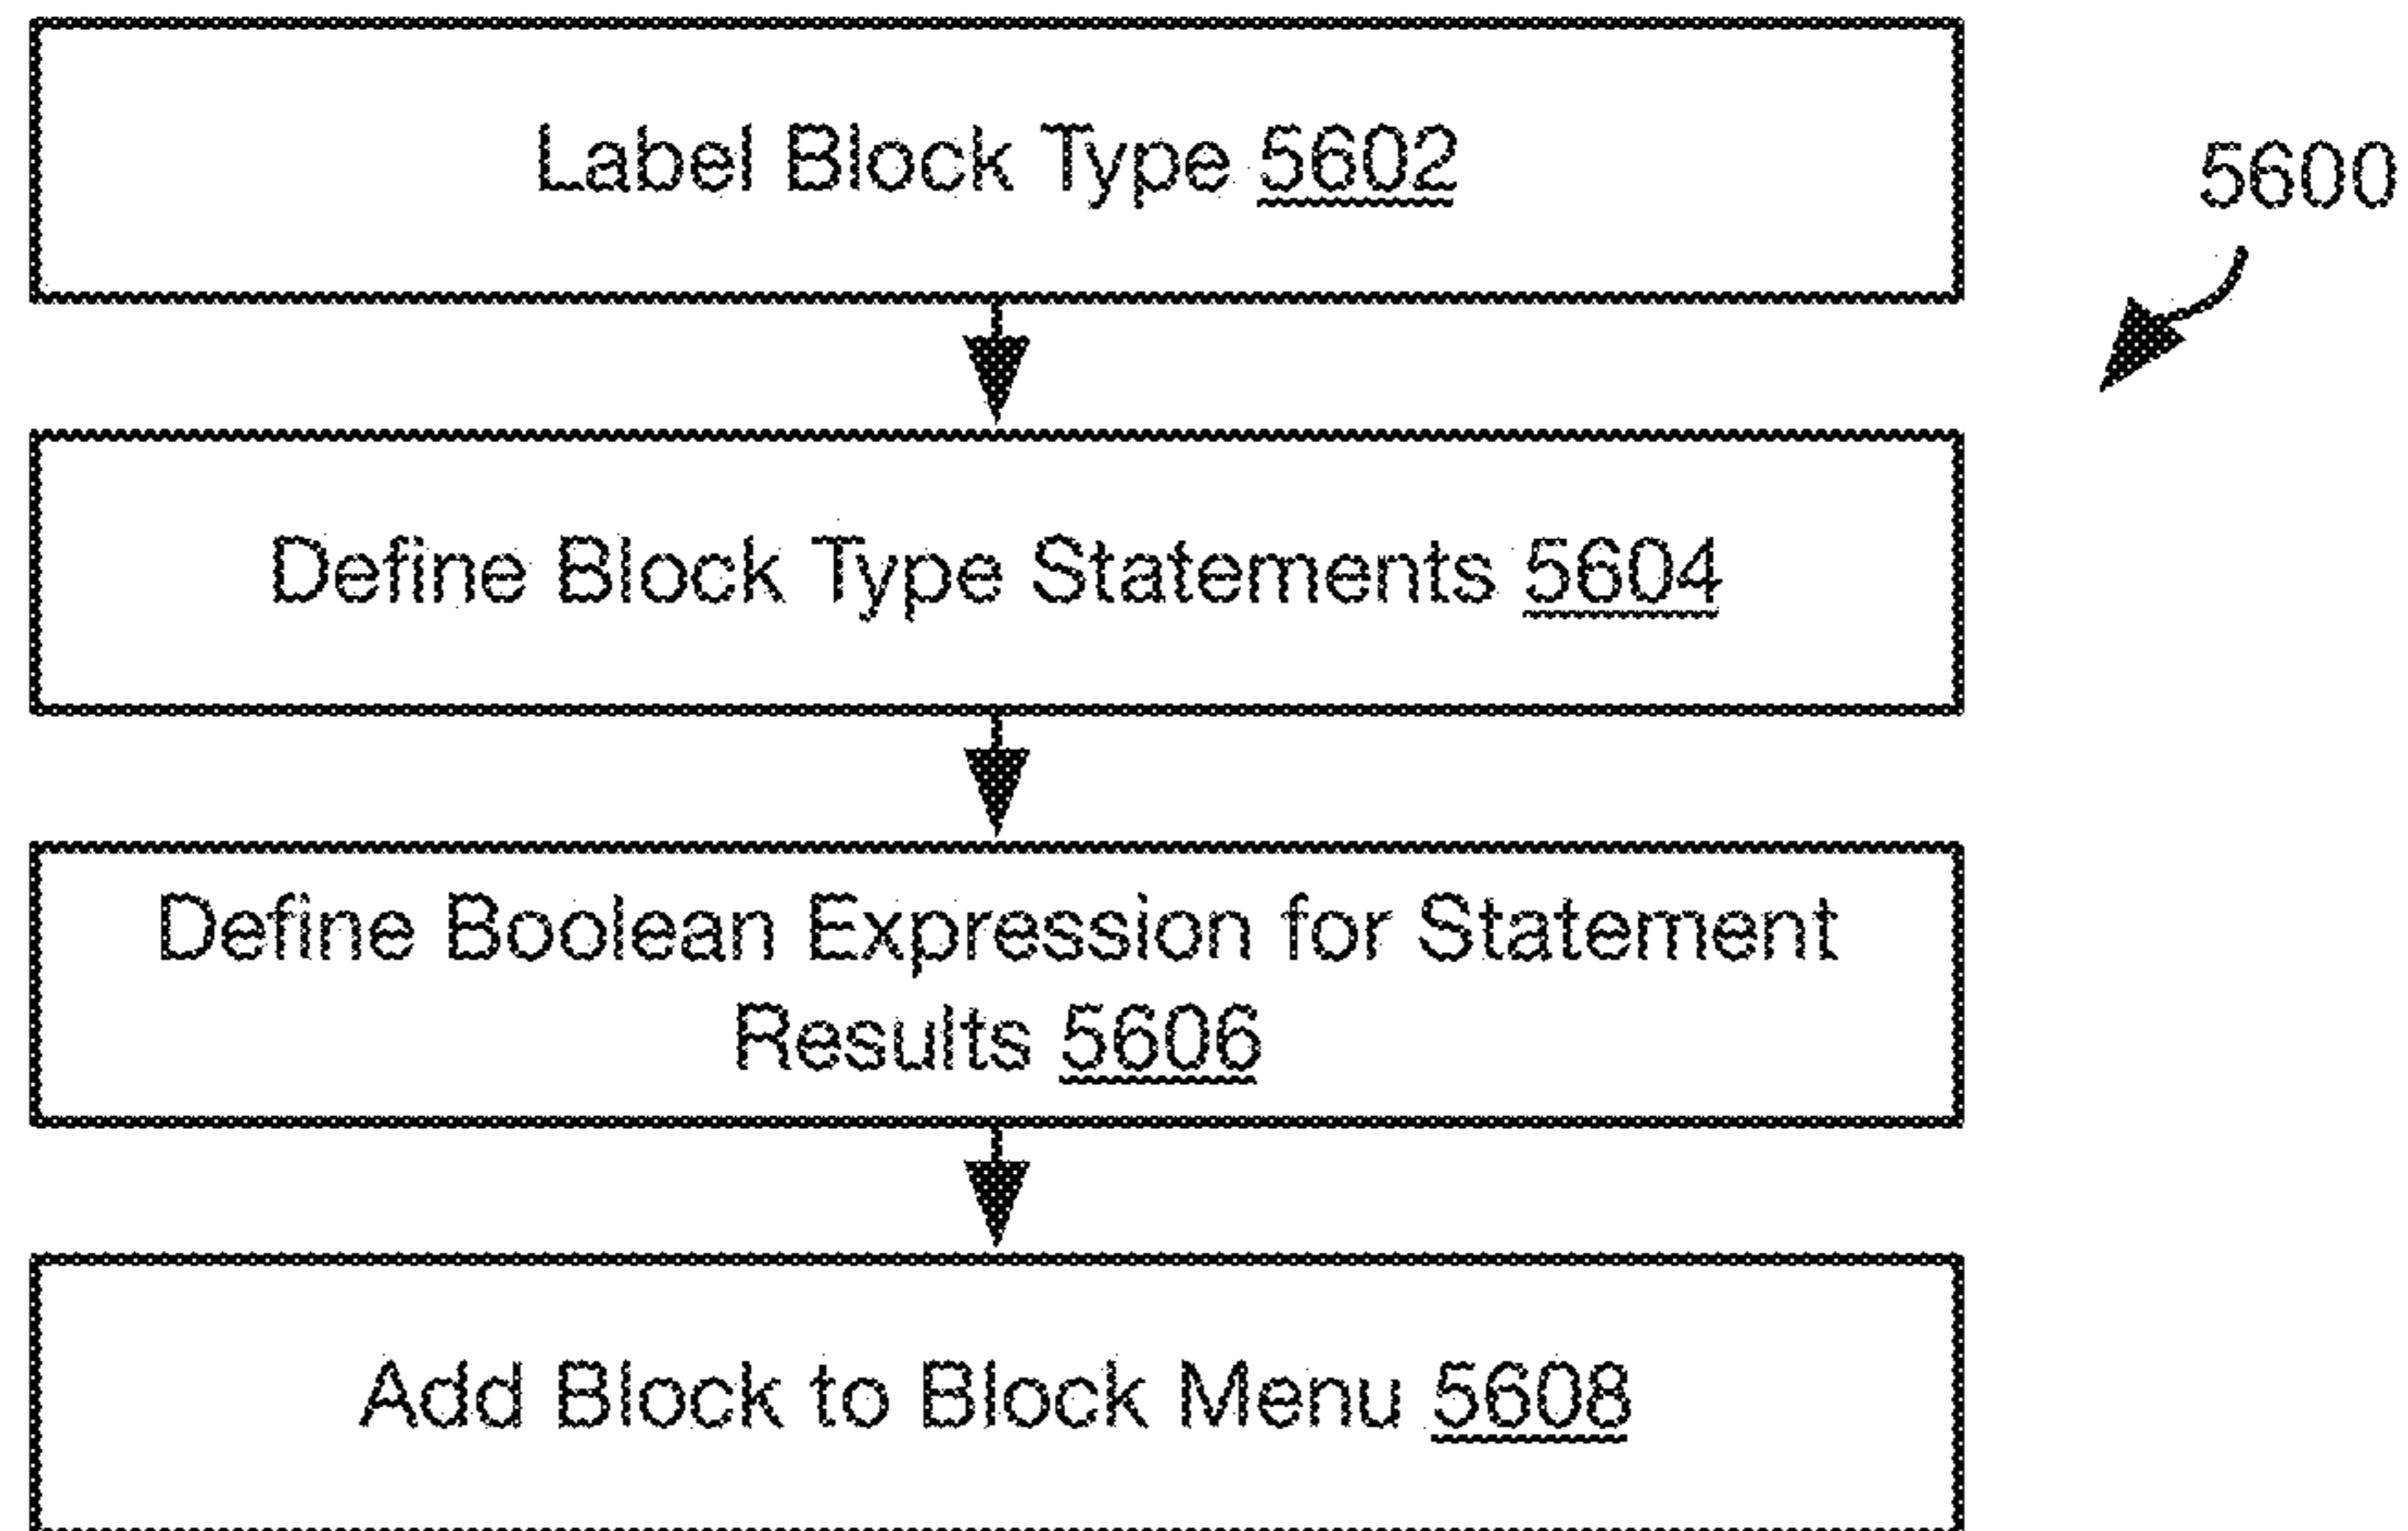 Label Block Type 5602
5600
Define Block Type Statements 5604
Define Boolean Expression for Statement
Results 5606
Add Block to Block Menu 5608